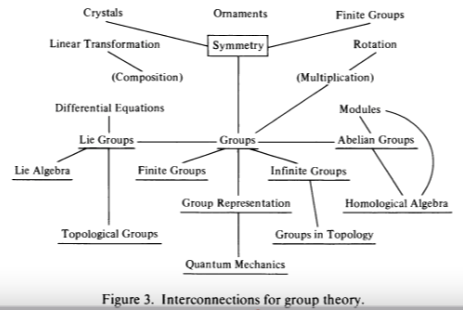 Crystals Ornaments Finite Groups
Linear Transformation Symmetry Rotation
(Composition) (Multiplication)
Differential Equations Modules
Lie Groups Groups Abelian Groups
Lie Algebra Finite Groups Infinite Groups
Group Representation Homological Algebra
Topological Groups Groups in Topology
Quantum Mechanics
Figure 3. Interconnections for group theory.